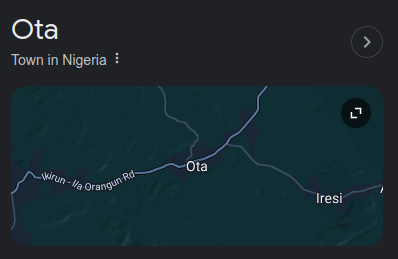 Ota
Town in Nigeria
Ikirun - Ila Orangun Rd
Ota
Iresi